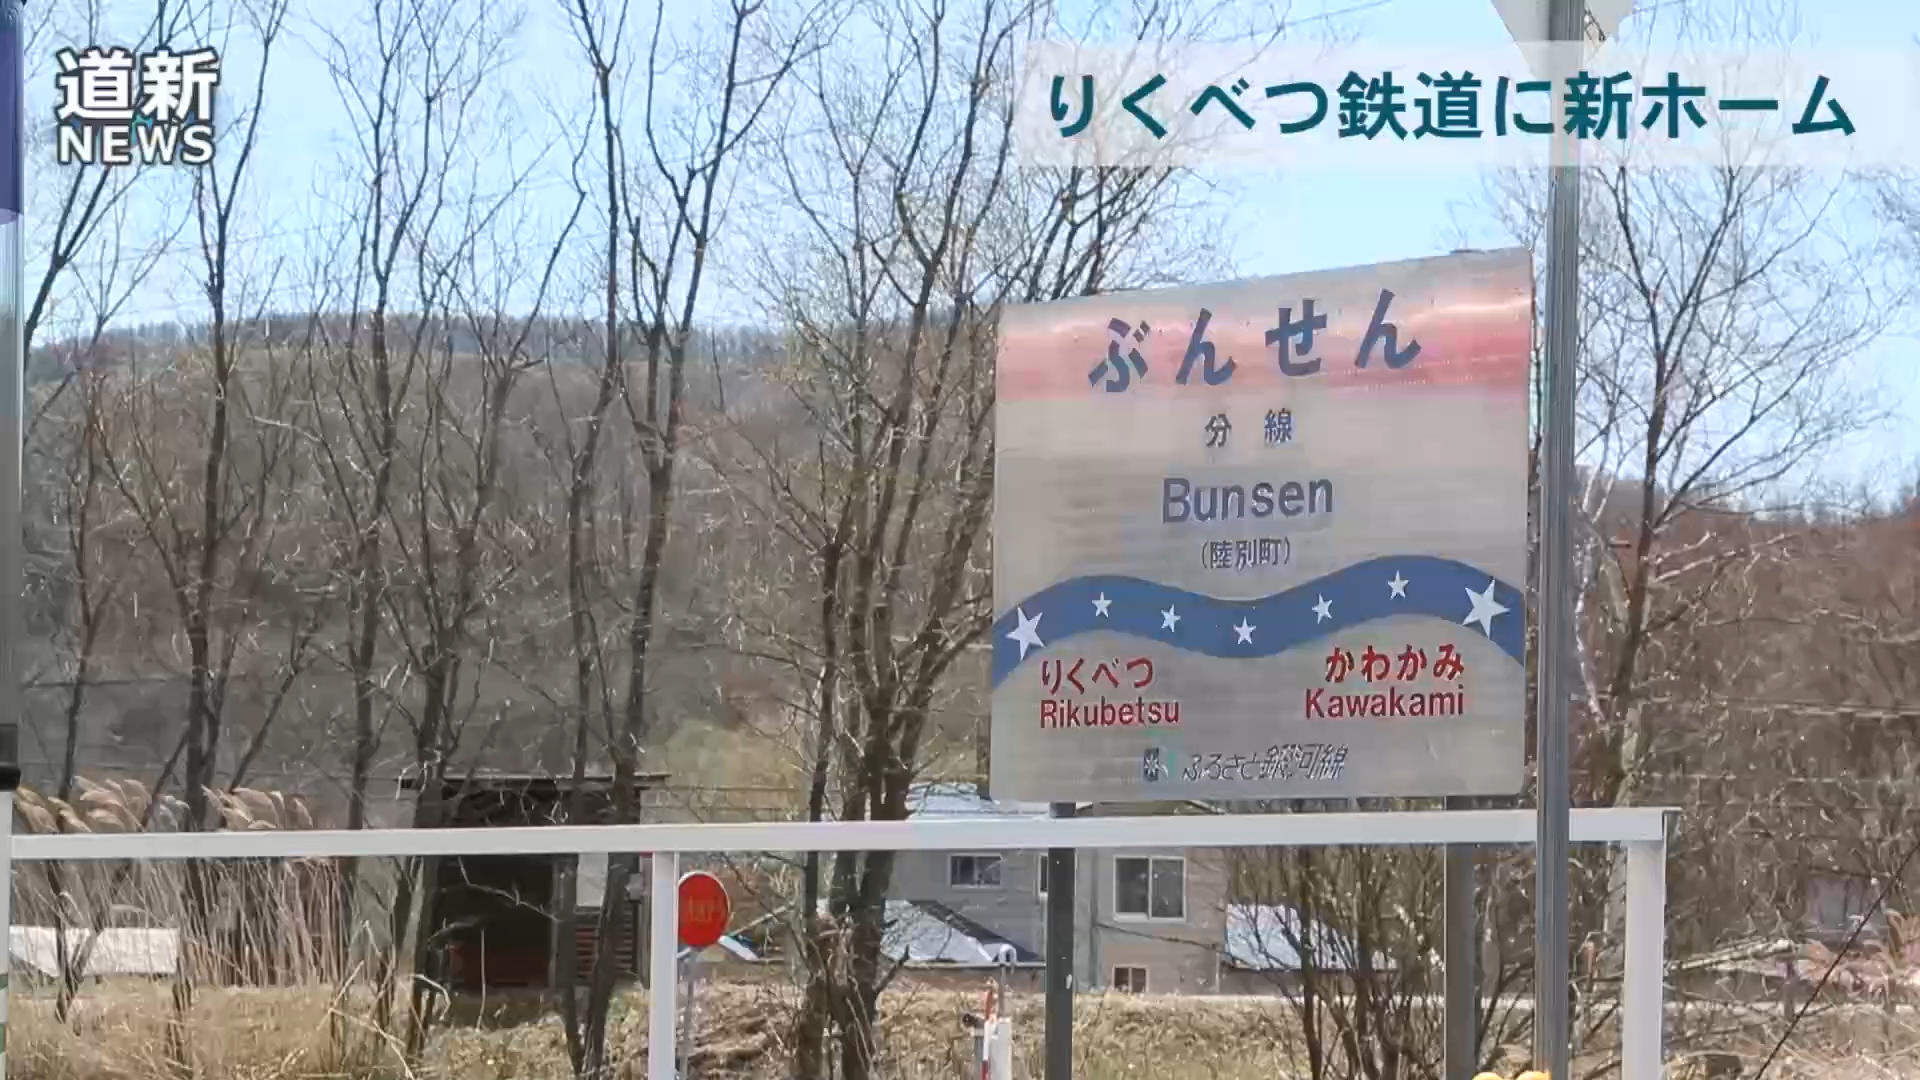 道新
NEWS
りくべつ鉄道に新ホーム
ぶんせん
分線
Bunsen
(陸別町)
りくべつ
Rikubetsu
かわかみ
Kawakami
ふるさと銀河線